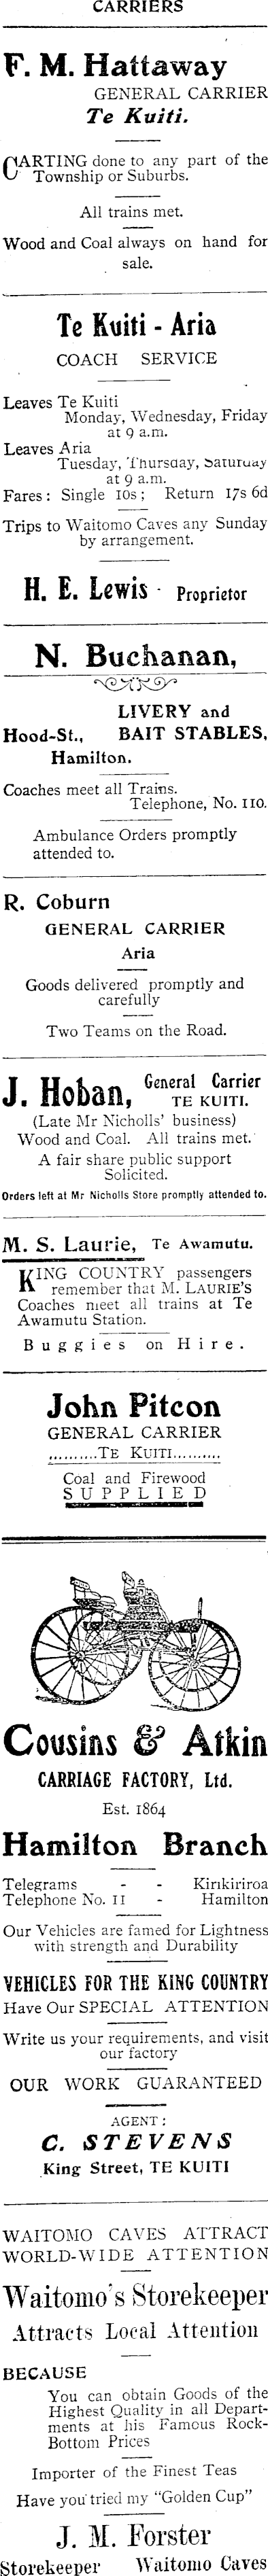 CARRIERS
F. M. Hattaway
GENERAL CARRIER
Te Kuiti.
CARTING done to any part of the
Township or Suburbs.
All trains met.
Wood and Coal always on hand for
sale.
Te Kuiti - Aria
COACH SERVICE
Leaves Te Kuiti
Monday, Wednesday, Friday
at 9 a.m.
Leaves Aria
Tuesday, Thursday, Saturday
at 9 a.m.
Fares: Single 10s; Return 17s 6d
Trips to Waitomo Caves any Sunday
by arrangement.
H. E. Lewis - Proprietor
N. Buchanan,
LIVERY and
Hood-St., BAIT STABLES,
Hamilton.
Coaches meet all Trains.
Telephone, No. 110.
Ambulance Orders promptly
attended to.
R. Coburn
GENERAL CARRIER
Aria
Goods delivered promptly and
carefully
Two Teams on the Road.
J. Hoban, General Carrier
TE KUITI.
(Late Mr Nicholls' business)
Wood and Coal. All trains met.
A fair share public support
Solicited.
Orders left at Mr Nicholls Store promptly attended to.
M. S. Laurie, Te Awamutu.
KING COUNTRY passengers
remember that M. LAURIE'S
Coaches meet all trains at Te
Awamutu Station.
Buggies on Hire.
John Pitcon
GENERAL CARRIER
..........TE KUITI..........
Coal and Firewood
SUPPLIED
Cousins & Atkin
CARRIAGE FACTORY, Ltd.
Est. 1864
Hamilton Branch
Telegrams - - Kirikiriroa
Telephone No. 11 - Hamilton
Our Vehicles are famed for Lightness
with strength and Durability
VEHICLES FOR THE KING COUNTRY
Have Our SPECIAL ATTENTION
Write us your requirements, and visit
our factory
OUR WORK GUARANTEED
AGENT:
C. STEVENS
King Street, TE KUITI
WAITOMO CAVES ATTRACT
WORLD-WIDE ATTENTION
Waitomo's Storekeeper
Attracts Local Attention
BECAUSE
You can obtain Goods of the
Highest Quality in all Depart-
ments at his Famous Rock-
Bottom Prices
Importer of the Finest Teas
Have you tried my "Golden Cup"
J. M. Forster
Storekeeper Waitomo Caves